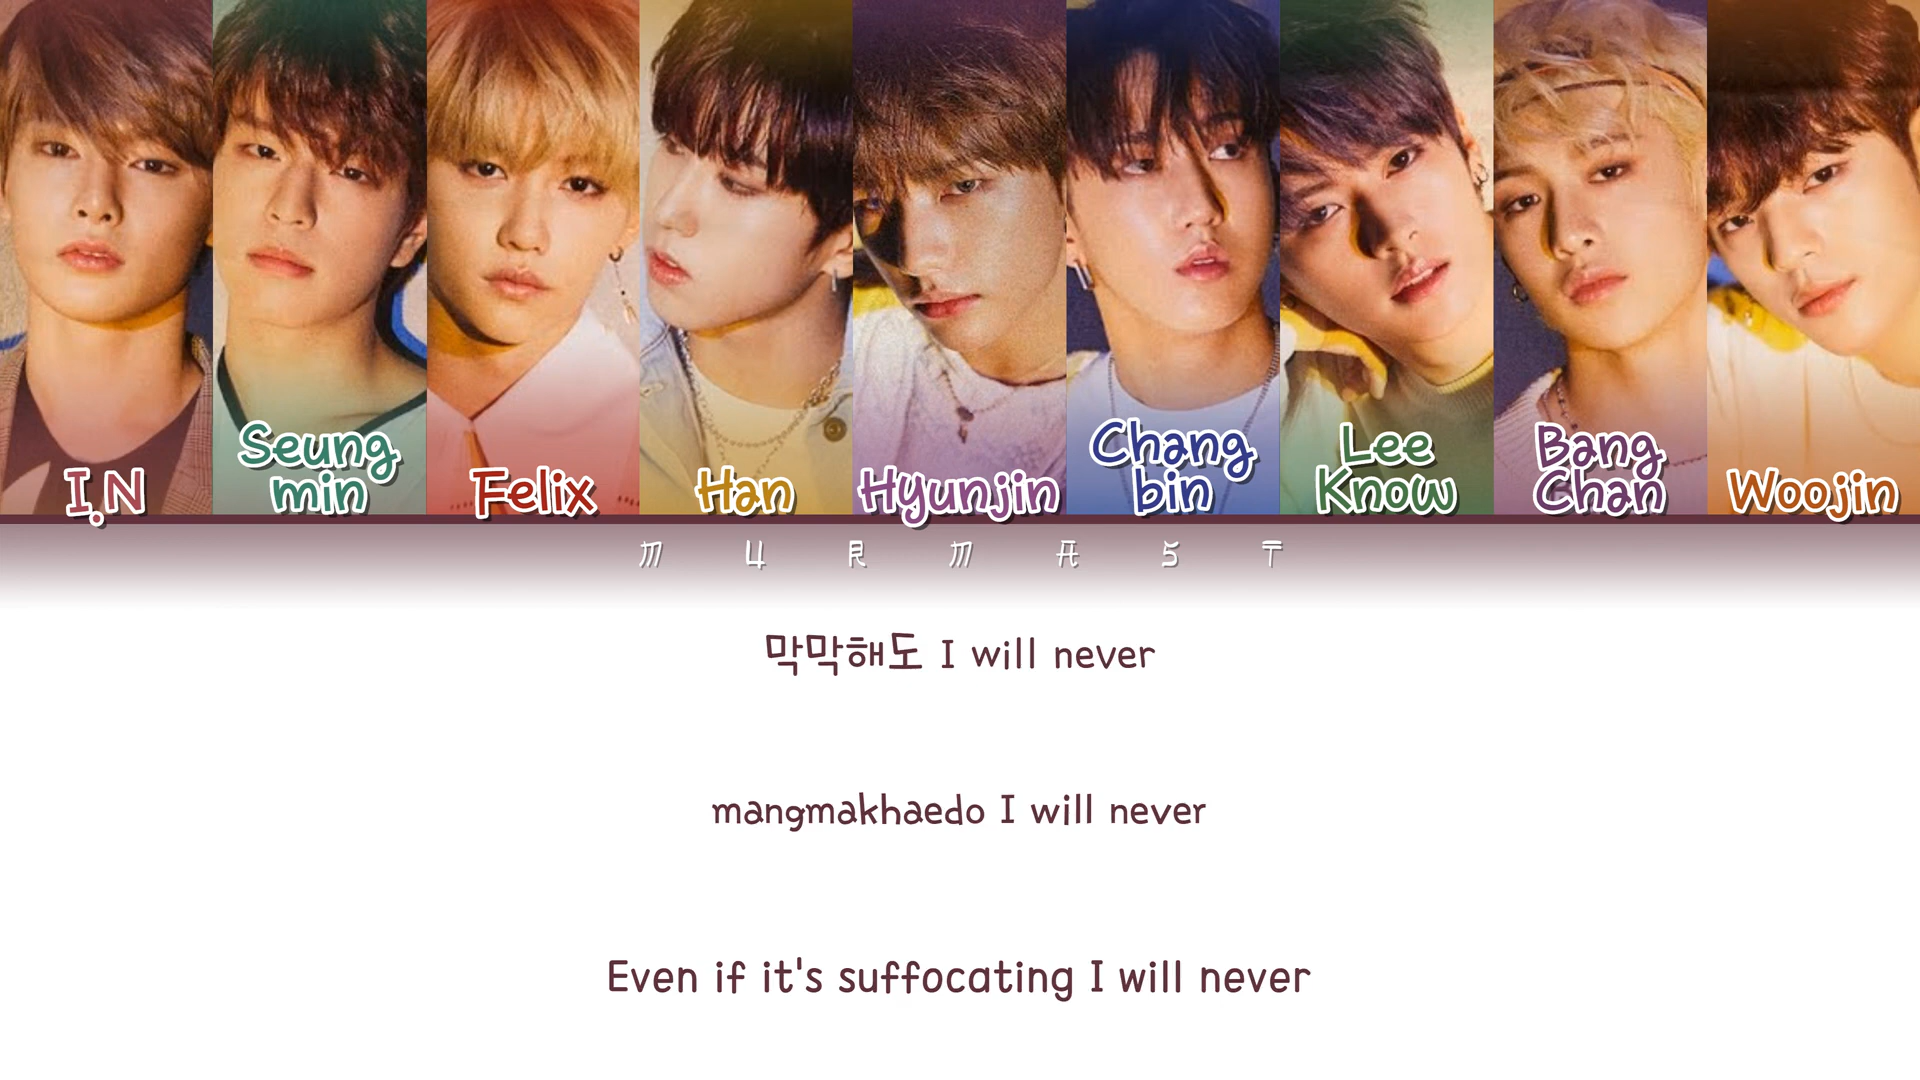 I.N
Seung
min
Felix
Han
Hyunjin
Chang
bin
Lee
Know
Bang
Chan
Woojin
M U R M A S T
막막해도 I will never
mangmakhaedo I will never
Even if it's suffocating I will never